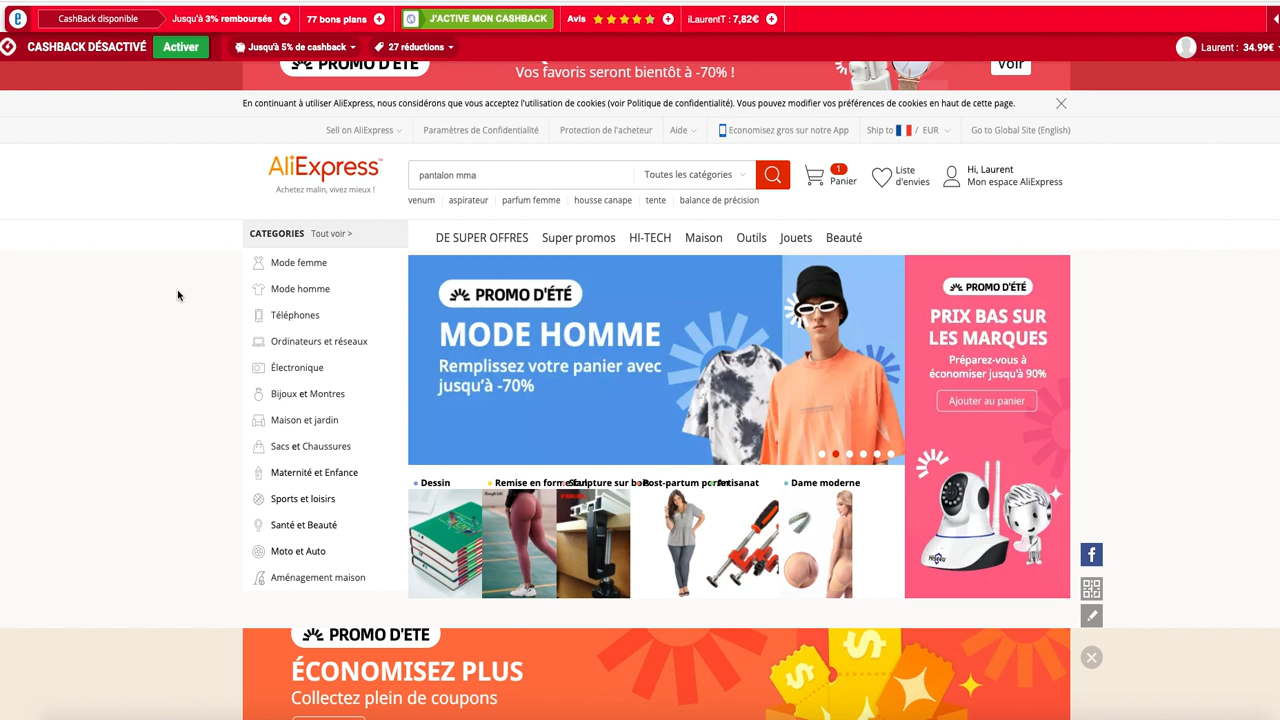 CashBack disponible
Jusqu'à 3% remboursés
77 bons plans
J'ACTIVE MON CASHBACK
Avis
iLaurentT : 7,82€
CASHBACK DÉSACTIVÉ
Activer
Jusqu'à 5% de cashback
27 réductions
Laurent : 34.99€
PROMO D'ÉTÉ
Vos favoris seront bientôt à -70% !
Voir
En continuant à utiliser AliExpress, nous considérons que vous acceptez l'utilisation de cookies (voir Politique de confidentialité). Vous pouvez modifier vos préférences de cookies en haut de cette page.
Sell on AliExpress
Paramètres de Confidentialité
Protection de l'acheteur
Aide
Economisez gros sur notre App
Ship to / EUR
Go to Global Site (English)
AliExpress™
Achetez malin, vivez mieux !
pantalon mma
Toutes les catégories
1
Panier
Liste
d'envies
Hi, Laurent
Mon espace AliExpress
venum
aspirateur
parfum femme
housse canape
tente
balance de précision
CATEGORIES
Tout voir >
DE SUPER OFFRES
Super promos
HI-TECH
Maison
Outils
Jouets
Beauté
Mode femme
Mode homme
Téléphones
Ordinateurs et réseaux
Électronique
Bijoux et Montres
Maison et jardin
Sacs et Chaussures
Maternité et Enfance
Sports et loisirs
Santé et Beauté
Moto et Auto
Aménagement maison
PROMO D'ÉTÉ
MODE HOMME
Remplissez votre panier avec
jusqu'à -70%
PROMO D'ÉTÉ
PRIX BAS SUR
LES MARQUES
Préparez-vous à
économiser jusqu'à 90%
Ajouter au panier
Dessin
Remise en forme
Sculpture sur bois
Post-partum
Artisanat
Dame moderne
PROMO D'ÉTÉ
ÉCONOMISEZ PLUS
Collectez plein de coupons